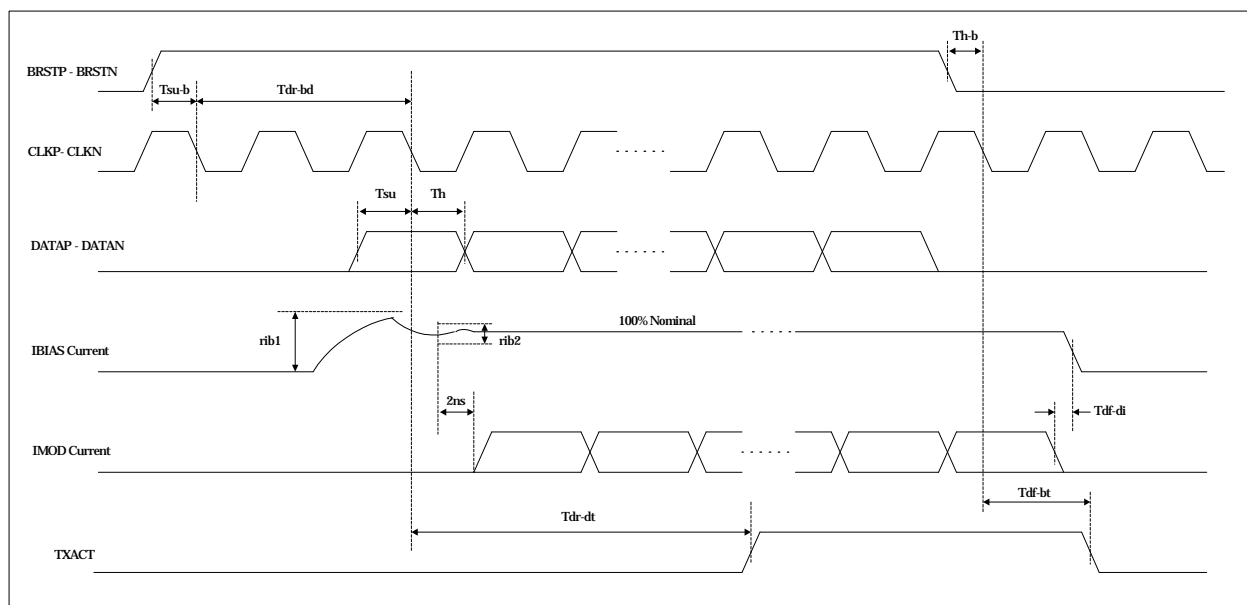 Th-b
BRSTP - BRSTN
Tsu-b
Tdr-bd
CLKP- CLKN
Tsu
Th
DATAP - DATAN
100% Nominal
rib1
rib2
IBIAS Current
2ns
Tdf-di
IMOD Current
Tdf-bt
Tdr-dt
TXACT